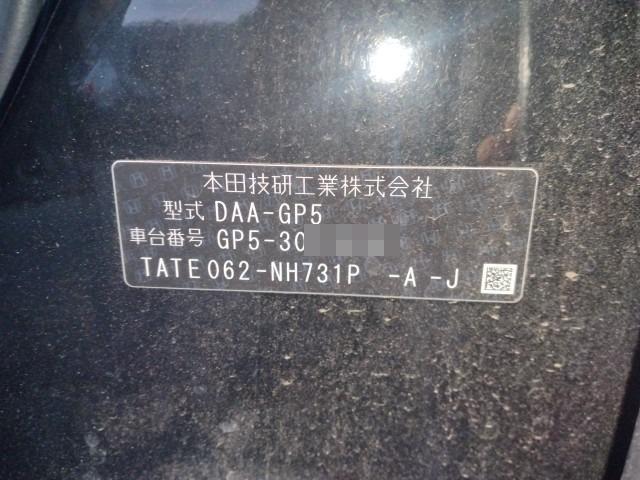 本田技研工業株式会社
型式 DAA-GP5
車台番号 GP5-30
TATE062-NH731P -A -J